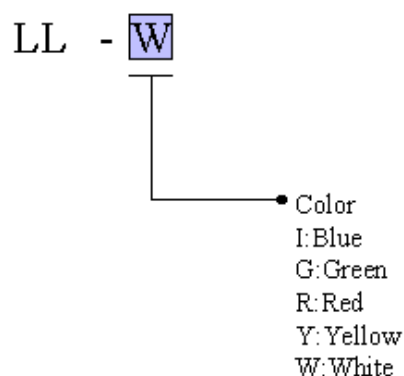 LL - W
Color
I:Blue
G:Green
R:Red
Y:Yellow
W:White